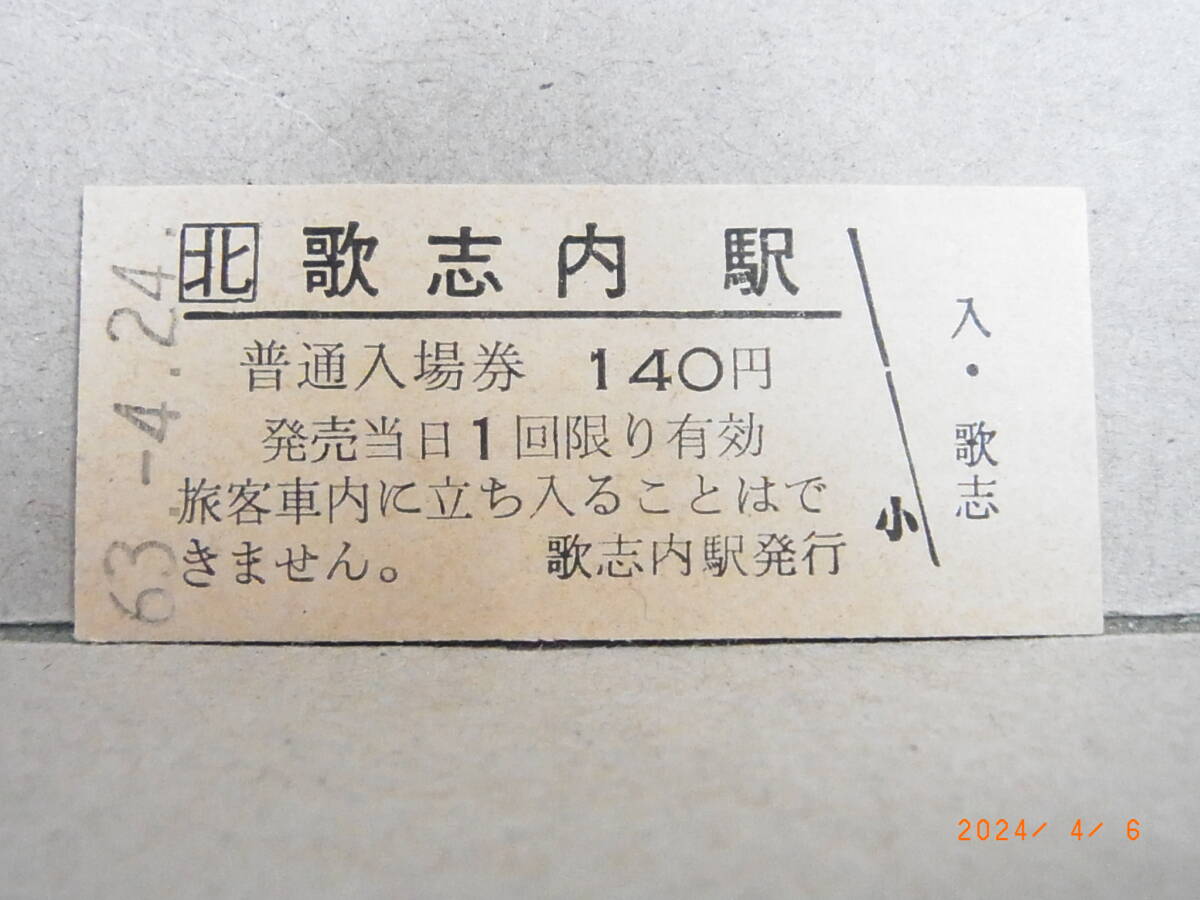 北 歌志内駅
普通入場券 140円
発売当日1回限り有効
旅客車内に立ち入ることはで
きません。 歌志内駅発行
小
入・歌志
63.-4.24.
2024/ 4/ 6